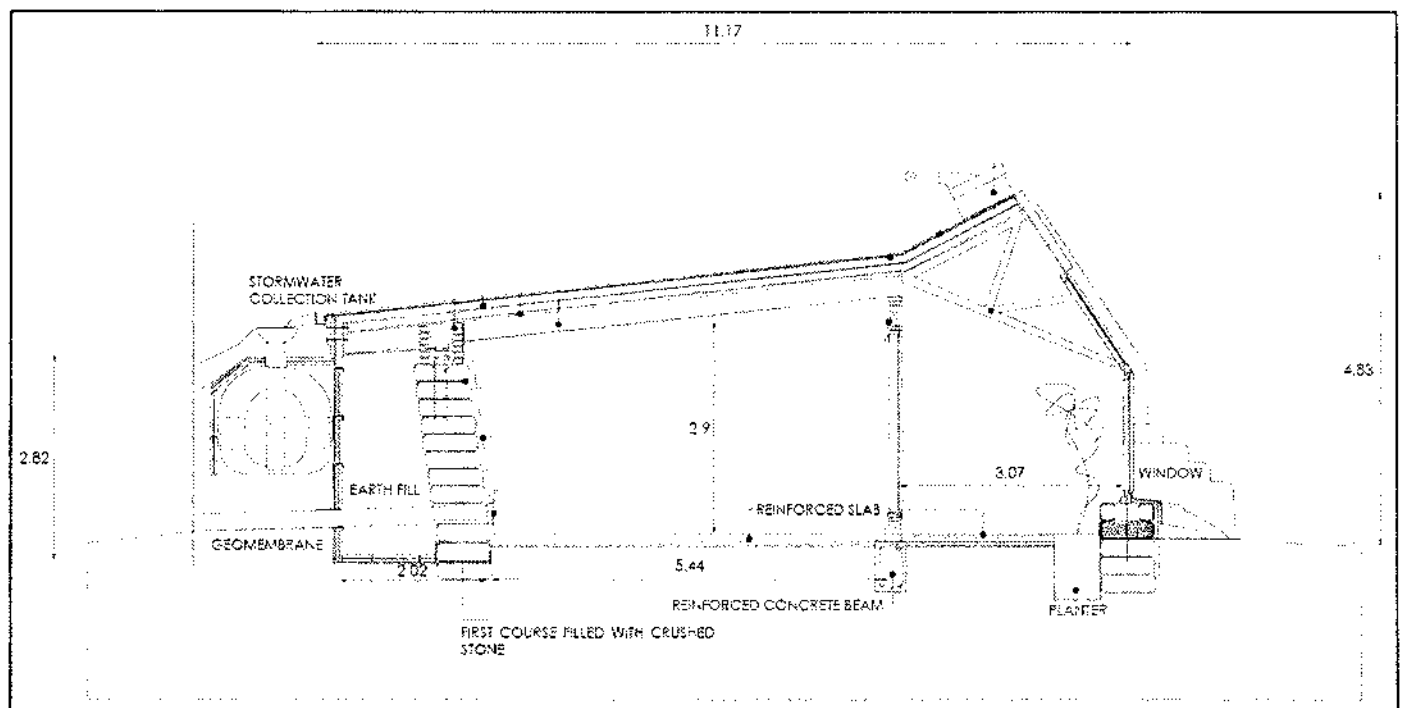 11.17
STORMWATER
COLLECTION TANK
4.83
2.82
2.9
3.07
WINDOW
EARTH FILL
REINFORCED SLAB
GEOMEMBRANE
2.02
5.44
REINFORCED CONCRETE BEAM
PLANTER
FIRST COURSE FILLED WITH CRUSHED
STONE